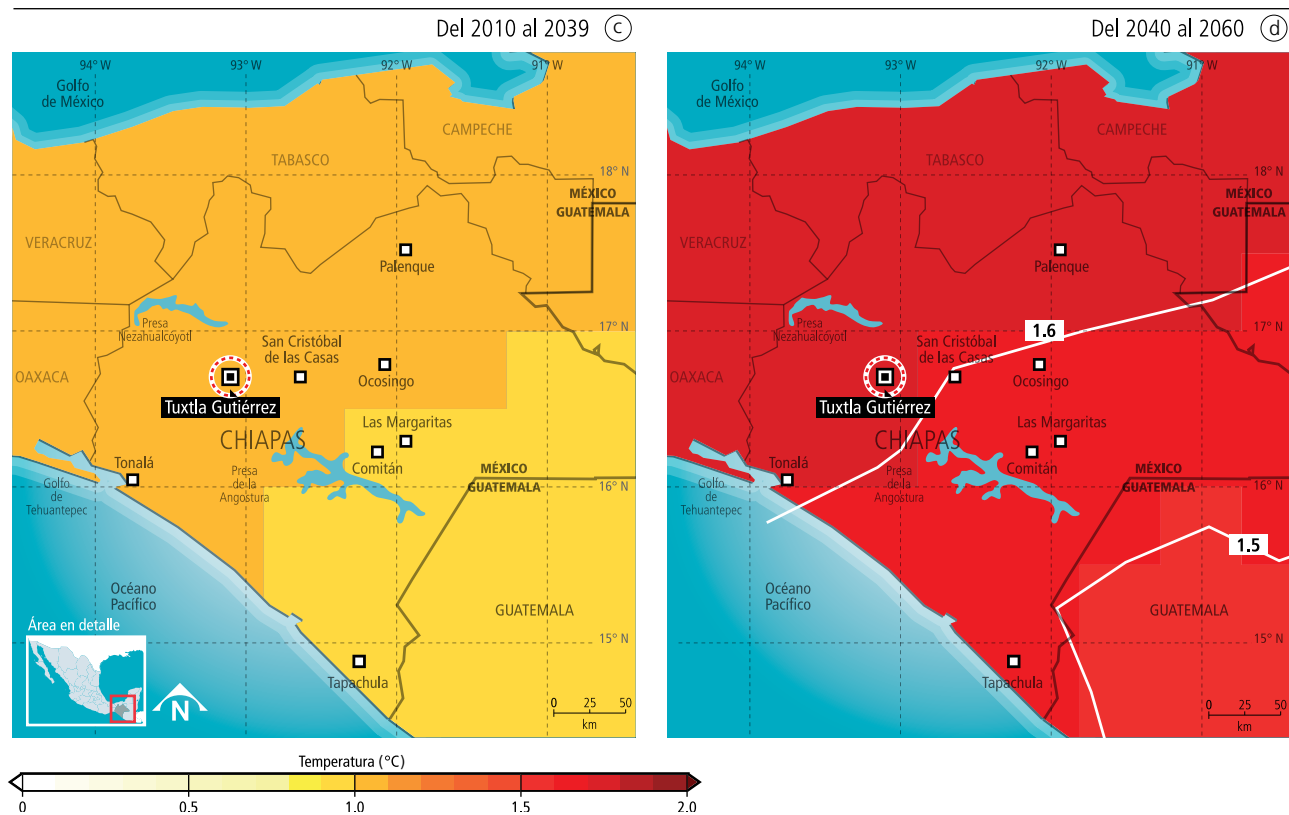 Del 2010 al 2039 c
94° W
93° W
92° W
91° W
Golfo
de México
CAMPECHE
TABASCO
18° N
MÉXICO
GUATEMALA
VERACRUZ
Palenque
Presa
Nezahualcóyotl
17° N
San Cristóbal
de las Casas
OAXACA
Ocosingo
Tuxtla Gutiérrez
Las Margaritas
CHIAPAS
Comitán
Tonalá
Presa
de la
Angostura
MÉXICO
GUATEMALA
Golfo
de
Tehuantepec
16° N
Océano
Pacífico
GUATEMALA
Área en detalle
15° N
Tapachula
N
0 25 50
km
Del 2040 al 2060 d
94° W
93° W
92° W
91° W
Golfo
de México
CAMPECHE
TABASCO
18° N
MÉXICO
GUATEMALA
VERACRUZ
Palenque
Presa
Nezahualcóyotl
17° N
1.6
San Cristóbal
de las Casas
OAXACA
Ocosingo
Tuxtla Gutiérrez
Las Margaritas
CHIAPAS
Comitán
Tonalá
Presa
de la
Angostura
MÉXICO
GUATEMALA
Golfo
de
Tehuantepec
16° N
1.5
Océano
Pacífico
GUATEMALA
15° N
Tapachula
0 25 50
km
Temperatura (°C)
0 0.5 1.0 1.5 2.0